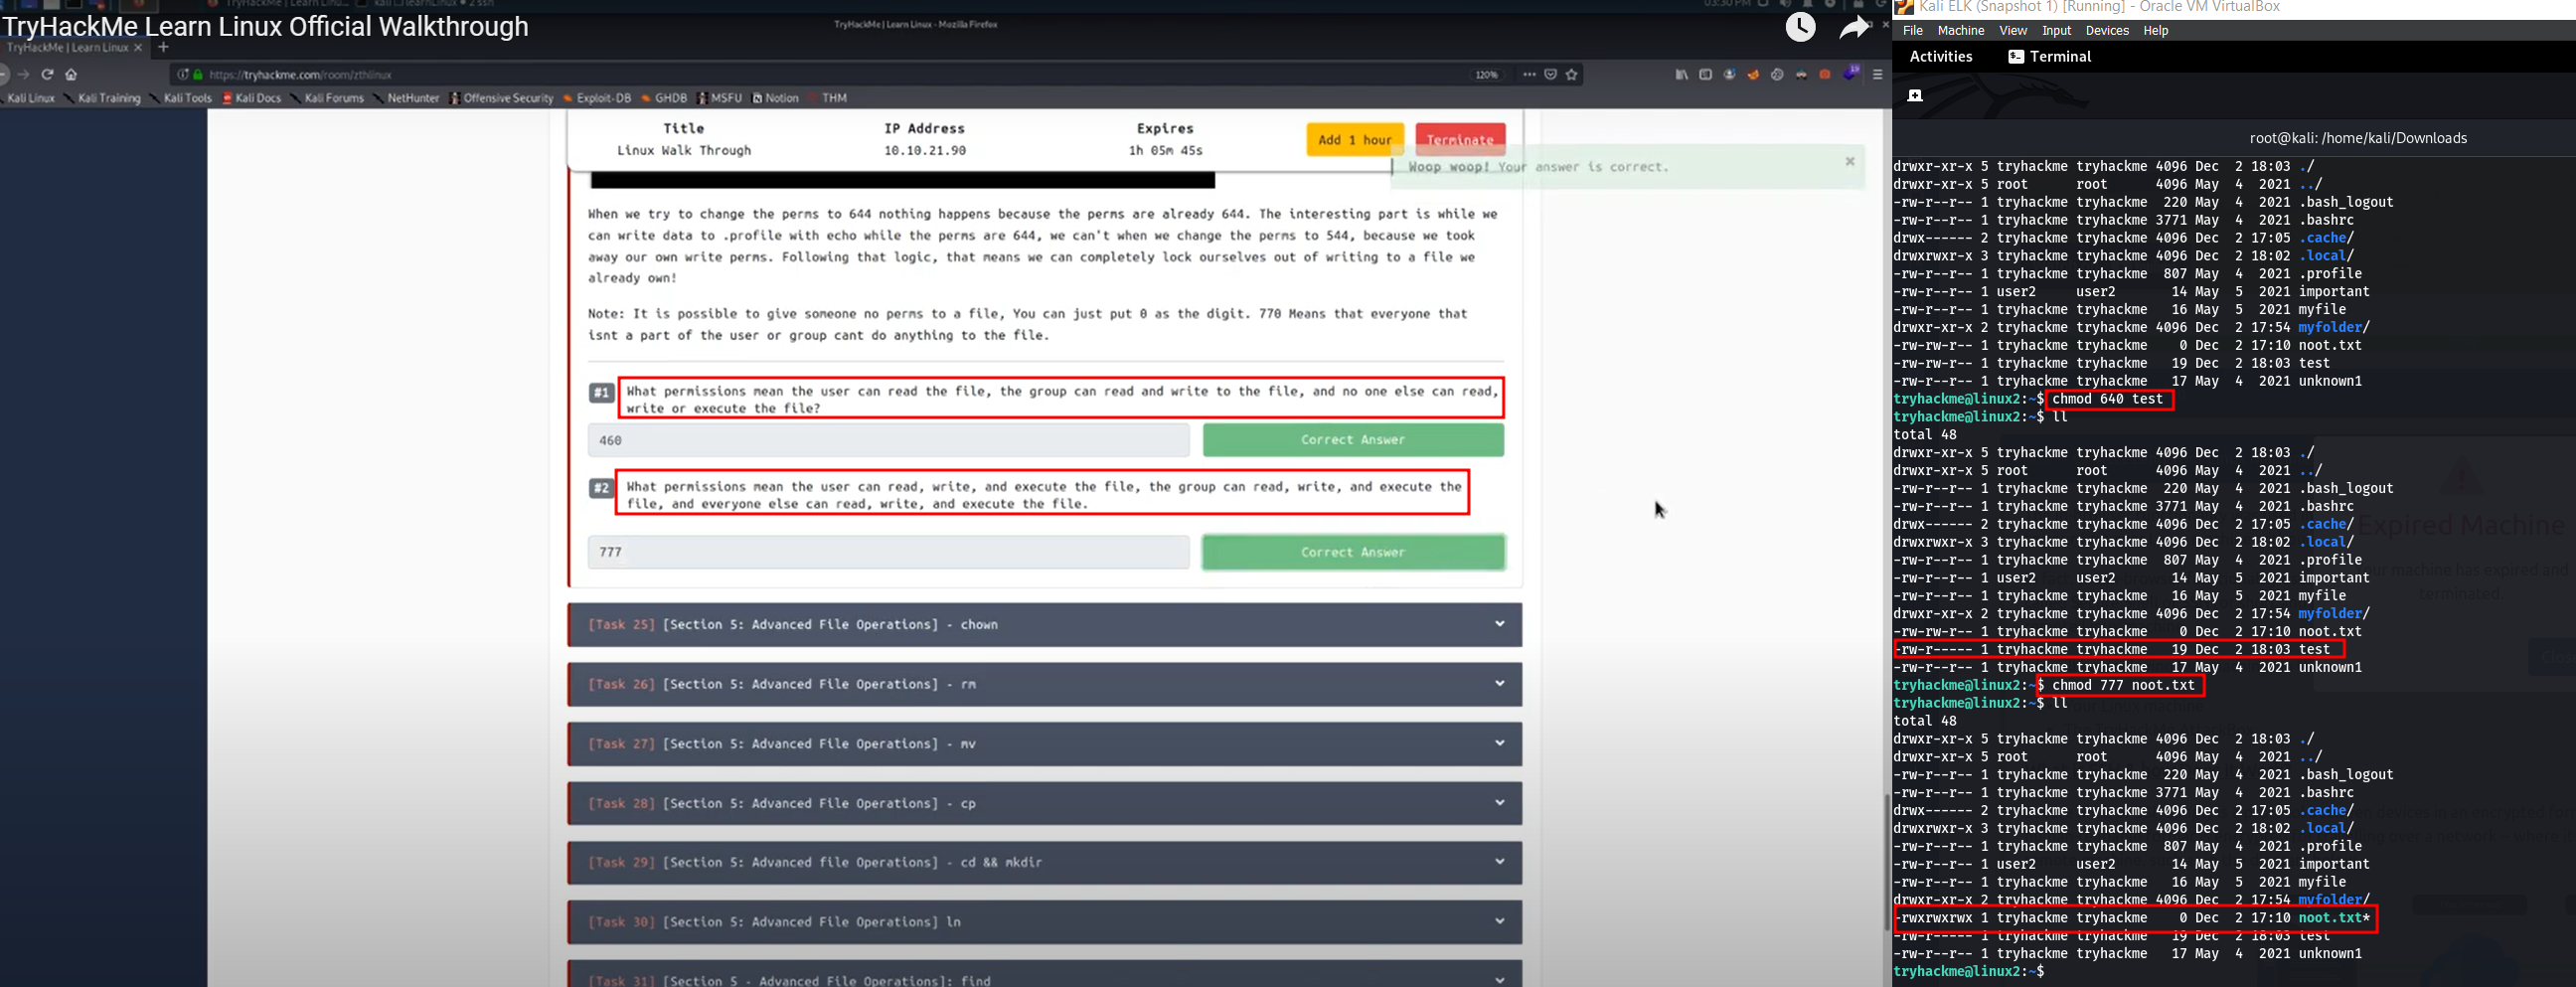 TryHackMe Learn Linux Official Walkthrough
TryHackMe | Learn Linux - Mozilla Firefox
TryHackMe | Learn Linux
https://tryhackme.com/room/zthlinux
120%
Kali Linux Kali Training Kali Tools Kali Docs Kali Forums NetHunter Offensive Security Exploit-DB GHDB MSFU Notion THM
Title IP Address Expires
Linux Walk Through 10.10.21.90 1h 05m 45s
Add 1 hour Terminate
Woop woop! Your answer is correct.
When we try to change the perms to 644 nothing happens because the perms are already 644. The interesting part is while we
can write data to .profile with echo while the perms are 644, we can't when we change the perms to 544, because we took
away our own write perms. Following that logic, that means we can completely lock ourselves out of writing to a file we
already own!
Note: It is possible to give someone no perms to a file, You can just put 0 as the digit. 770 Means that everyone that
isnt a part of the user or group cant do anything to the file.
#1 What permissions mean the user can read the file, the group can read and write to the file, and no one else can read,
write or execute the file?
460 Correct Answer
#2 What permissions mean the user can read, write, and execute the file, the group can read, write, and execute the
file, and everyone else can read, write, and execute the file.
777 Correct Answer
[Task 25] [Section 5: Advanced File Operations] - chown
[Task 26] [Section 5: Advanced File Operations] - rm
[Task 27] [Section 5: Advanced File Operations] - mv
[Task 28] [Section 5: Advanced File Operations] - cp
[Task 29] [Section 5: Advanced file Operations] - cd && mkdir
[Task 30] [Section 5: Advanced File Operations] ln
[Task 31] [Section 5 - Advanced File Operations]: find
Kali ELK (Snapshot 1) [Running] - Oracle VM VirtualBox
File Machine View Input Devices Help
Activities Terminal
root@kali: /home/kali/Downloads
drwxr-xr-x 5 tryhackme tryhackme 4096 Dec 2 18:03 ./
drwxr-xr-x 5 root root 4096 May 4 2021 ../
-rw-r--r-- 1 tryhackme tryhackme 220 May 4 2021 .bash_logout
-rw-r--r-- 1 tryhackme tryhackme 3771 May 4 2021 .bashrc
drwx------ 2 tryhackme tryhackme 4096 Dec 2 17:05 .cache/
drwxrwxr-x 3 tryhackme tryhackme 4096 Dec 2 18:02 .local/
-rw-r--r-- 1 tryhackme tryhackme 807 May 4 2021 .profile
-rw-r--r-- 1 user2 user2 14 May 5 2021 important
-rw-r--r-- 1 tryhackme tryhackme 16 May 5 2021 myfile
drwxr-xr-x 2 tryhackme tryhackme 4096 Dec 2 17:54 myfolder/
-rw-rw-r-- 1 tryhackme tryhackme 0 Dec 2 17:10 noot.txt
-rw-rw-r-- 1 tryhackme tryhackme 19 Dec 2 18:03 test
-rw-r--r-- 1 tryhackme tryhackme 17 May 4 2021 unknown1
tryhackme@linux2:~$ chmod 640 test
tryhackme@linux2:~$ ll
total 48
drwxr-xr-x 5 tryhackme tryhackme 4096 Dec 2 18:03 ./
drwxr-xr-x 5 root root 4096 May 4 2021 ../
-rw-r--r-- 1 tryhackme tryhackme 220 May 4 2021 .bash_logout
-rw-r--r-- 1 tryhackme tryhackme 3771 May 4 2021 .bashrc
drwx------ 2 tryhackme tryhackme 4096 Dec 2 17:05 .cache/
drwxrwxr-x 3 tryhackme tryhackme 4096 Dec 2 18:02 .local/
-rw-r--r-- 1 tryhackme tryhackme 807 May 4 2021 .profile
-rw-r--r-- 1 user2 user2 14 May 5 2021 important
-rw-r--r-- 1 tryhackme tryhackme 16 May 5 2021 myfile
drwxr-xr-x 2 tryhackme tryhackme 4096 Dec 2 17:54 myfolder/
-rw-rw-r-- 1 tryhackme tryhackme 0 Dec 2 17:10 noot.txt
-rw-r----- 1 tryhackme tryhackme 19 Dec 2 18:03 test
-rw-r--r-- 1 tryhackme tryhackme 17 May 4 2021 unknown1
tryhackme@linux2:~$ chmod 777 noot.txt
tryhackme@linux2:~$ ll
total 48
drwxr-xr-x 5 tryhackme tryhackme 4096 Dec 2 18:03 ./
drwxr-xr-x 5 root root 4096 May 4 2021 ../
-rw-r--r-- 1 tryhackme tryhackme 220 May 4 2021 .bash_logout
-rw-r--r-- 1 tryhackme tryhackme 3771 May 4 2021 .bashrc
drwx------ 2 tryhackme tryhackme 4096 Dec 2 17:05 .cache/
drwxrwxr-x 3 tryhackme tryhackme 4096 Dec 2 18:02 .local/
-rw-r--r-- 1 tryhackme tryhackme 807 May 4 2021 .profile
-rw-r--r-- 1 user2 user2 14 May 5 2021 important
-rw-r--r-- 1 tryhackme tryhackme 16 May 5 2021 myfile
drwxr-xr-x 2 tryhackme tryhackme 4096 Dec 2 17:54 myfolder/
-rwxrwxrwx 1 tryhackme tryhackme 0 Dec 2 17:10 noot.txt*
-rw-r----- 1 tryhackme tryhackme 19 Dec 2 18:03 test
-rw-r--r-- 1 tryhackme tryhackme 17 May 4 2021 unknown1
tryhackme@linux2:~$
Expired Machine